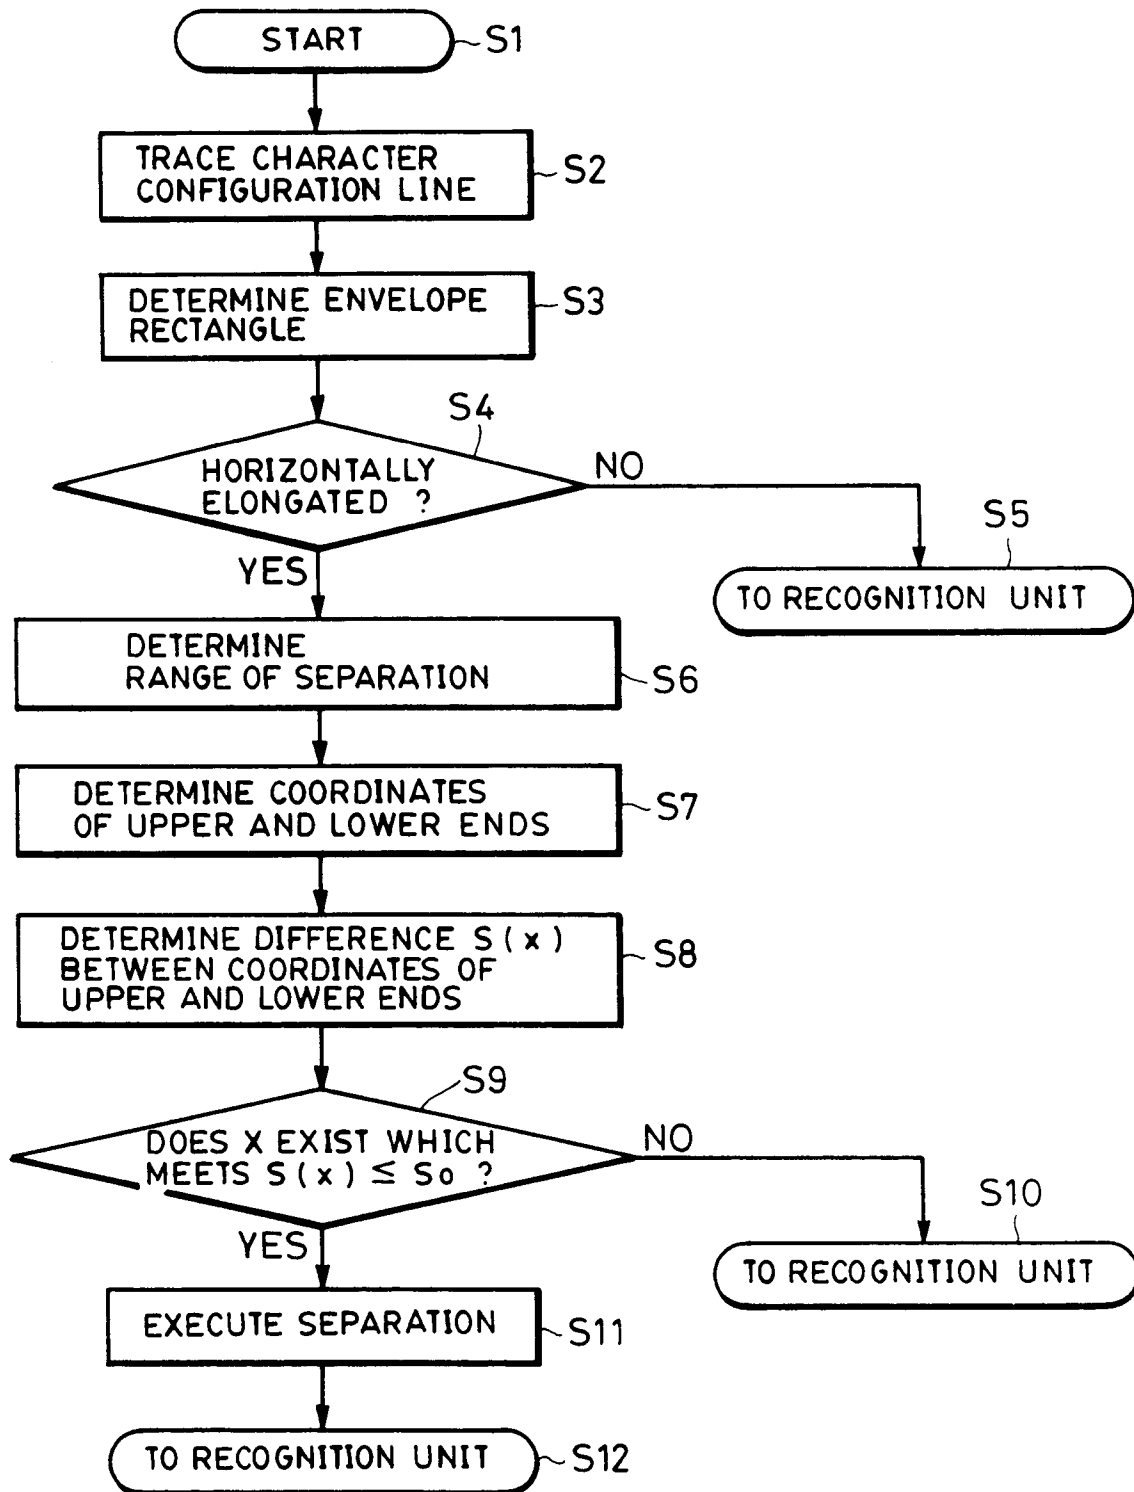 START
S1
TRACE CHARACTER
CONFIGURATION LINE
S2
DETERMINE ENVELOPE
RECTANGLE
S3
S4
HORIZONTALLY
ELONGATED ?
NO
YES
S5
TO RECOGNITION UNIT
DETERMINE
RANGE OF SEPARATION
S6
DETERMINE COORDINATES
OF UPPER AND LOWER ENDS
S7
DETERMINE DIFFERENCE S(x)
BETWEEN COORDINATES OF
UPPER AND LOWER ENDS
S8
S9
DOES X EXIST WHICH
MEETS S(x) ≤ So ?
NO
YES
S10
TO RECOGNITION UNIT
EXECUTE SEPARATION
S11
TO RECOGNITION UNIT
S12